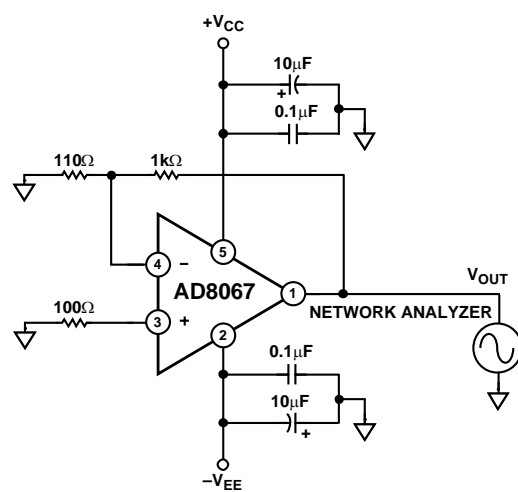 +VCC
10μF
+
0.1μF
110Ω
1kΩ
5
4
−
AD8067
1
VOUT
100Ω
3
+
2
NETWORK ANALYZER
0.1μF
10μF
+
−VEE